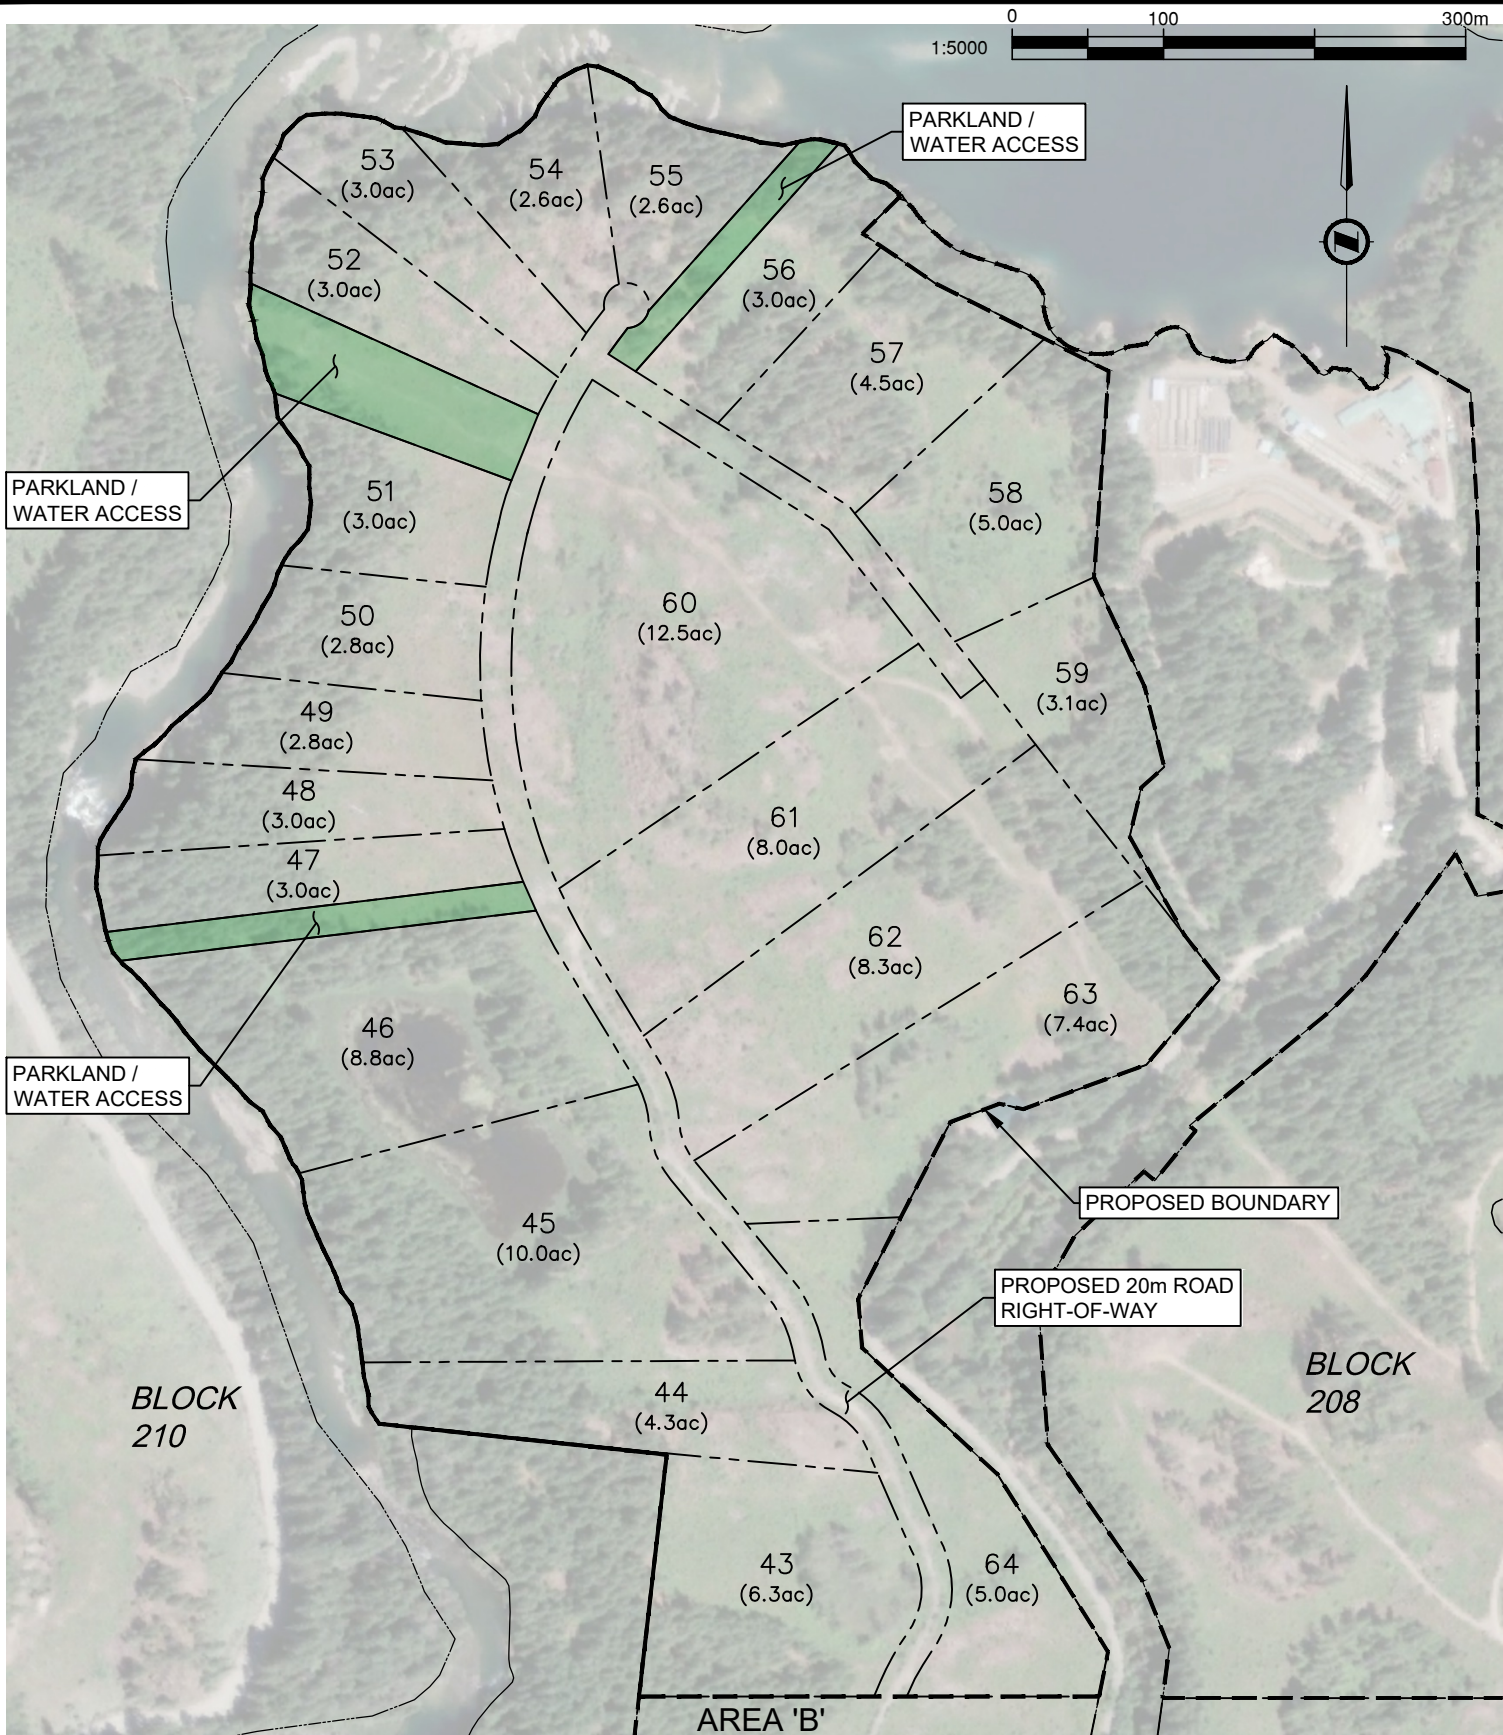 0 100 300m
1:5000
PARKLAND /
WATER ACCESS
53
(3.0ac)
54
(2.6ac)
55
(2.6ac)
52
(3.0ac)
56
(3.0ac)
57
(4.5ac)
PARKLAND /
WATER ACCESS
51
(3.0ac)
58
(5.0ac)
50
(2.8ac)
60
(12.5ac)
59
(3.1ac)
49
(2.8ac)
48
(3.0ac)
61
(8.0ac)
47
(3.0ac)
62
(8.3ac)
63
(7.4ac)
46
(8.8ac)
PARKLAND /
WATER ACCESS
45
(10.0ac)
PROPOSED BOUNDARY
PROPOSED 20m ROAD
RIGHT-OF-WAY
BLOCK
210
44
(4.3ac)
BLOCK
208
43
(6.3ac)
64
(5.0ac)
AREA 'B'